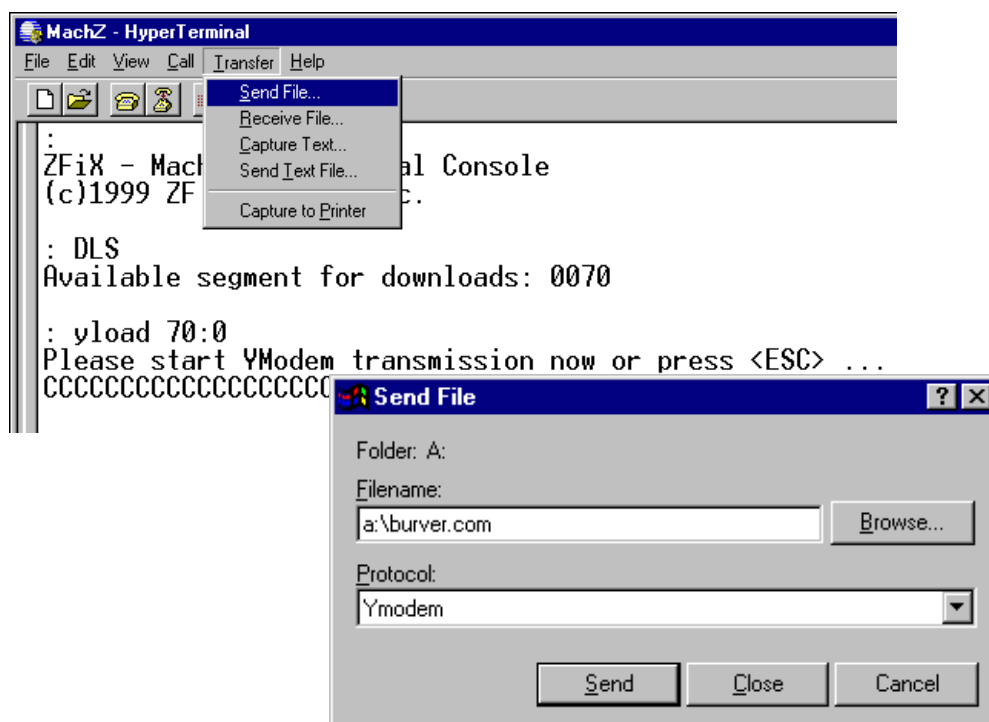 MachZ - HyperTerminal
File Edit View Call Transfer Help
Send File...
Receive File...
Capture Text...
Send Text File...
Capture to Printer
:
ZFiX - al Console
(c)1999 ZF
: DLS
Available segment for downloads: 0070
: yload 70:0
Please start YModem transmission now or press <ESC> ...
CCCCCCCCCCCCCCCCCCC
Send File
Folder: A:
Filename:
a:\burver.com
Browse...
Protocol:
Ymodem
Send Close Cancel